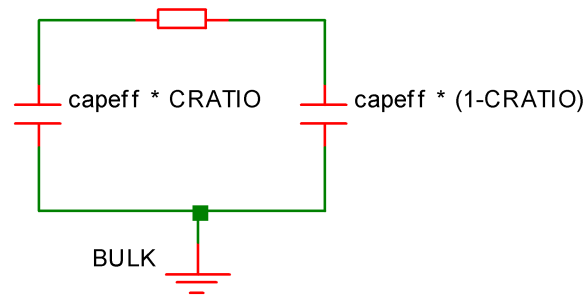 capeff * CRATIO
capeff * (1-CRATIO)
BULK